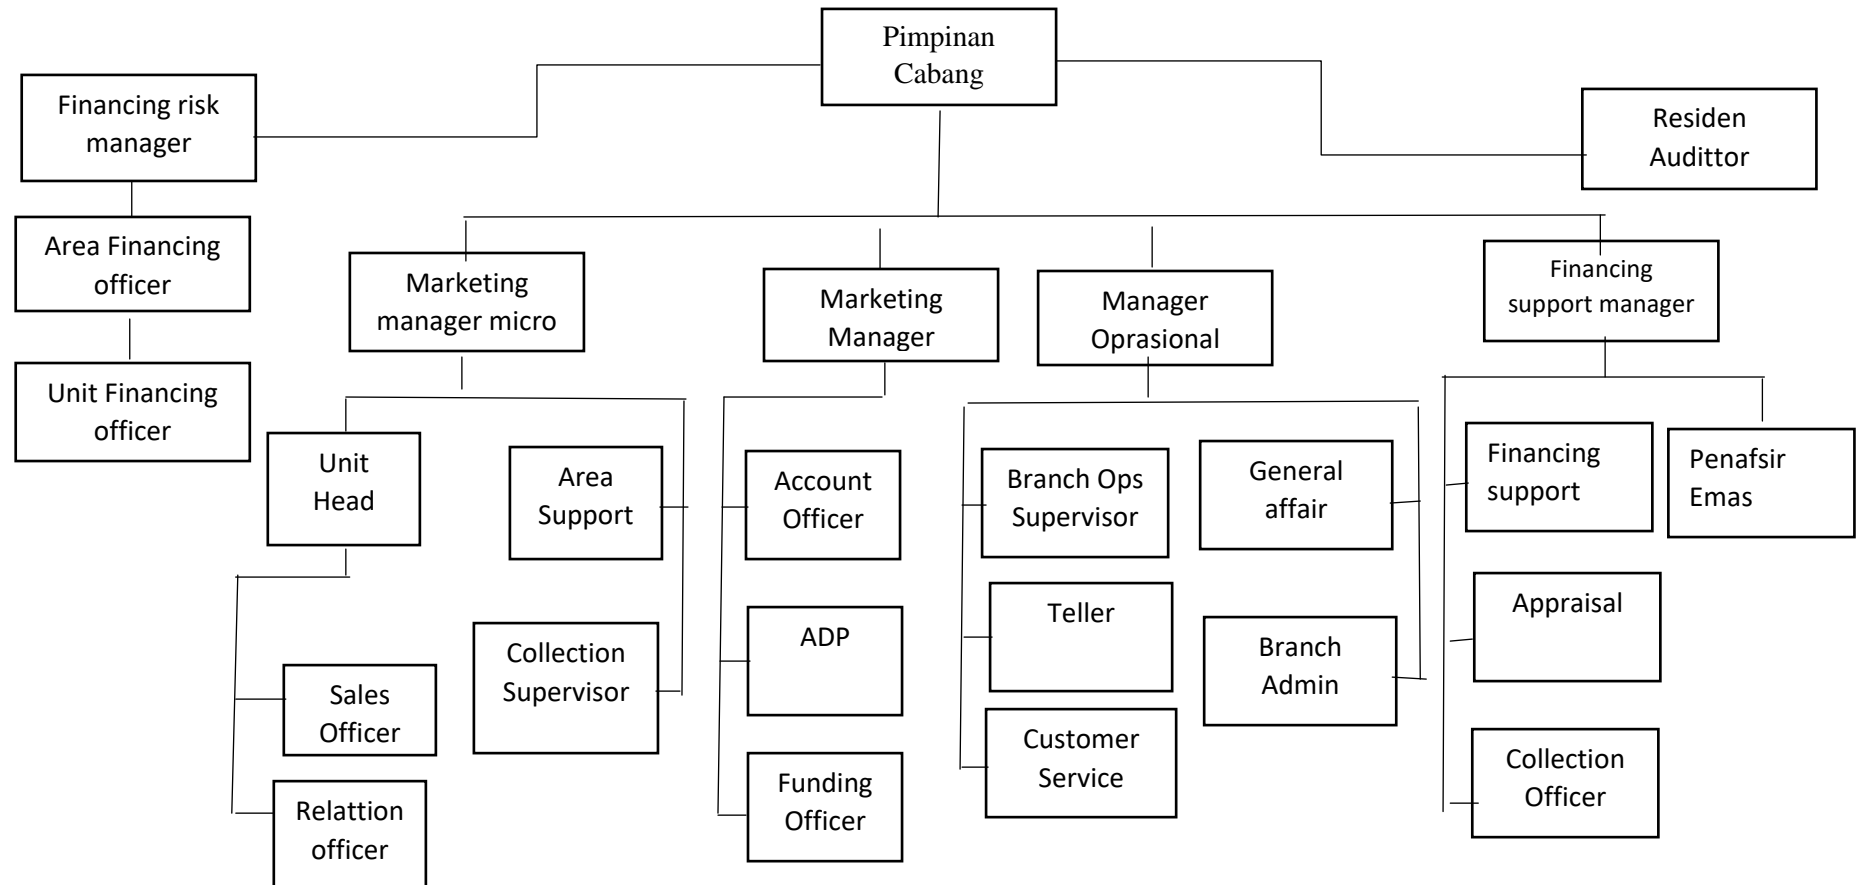 Pimpinan
Cabang
Financing risk
manager
Residen
Audittor
Area Financing
officer
Unit Financing
officer
Marketing
manager micro
Marketing
Manager
Manager
Oprasional
Financing
support manager
Unit
Head
Area
Support
Account
Officer
Branch Ops
Supervisor
General
affair
Financing
support
Penafsir
Emas
Sales
Officer
Collection
Supervisor
ADP
Teller
Branch
Admin
Appraisal
Relattion
officer
Funding
Officer
Customer
Service
Collection
Officer